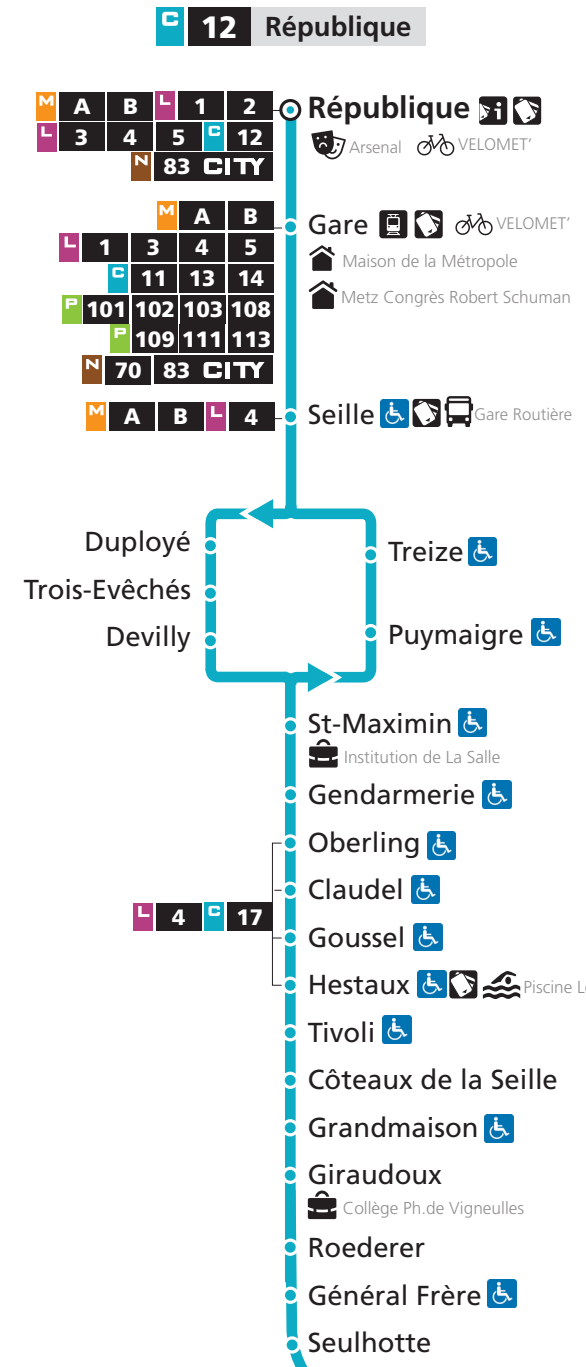 C 12 République
M A B L 1 2 République
L 3 4 5 C 12 Arsenal VELOMET'
N 83 CITY
M A B Gare VELOMET'
L 1 3 4 5 Maison de la Métropole
C 11 13 14 Metz Congrès Robert Schuman
P 101 102 103 108
P 109 111 113
N 70 83 CITY
M A B L 4 Seille Gare Routière
Duployé
Treize
Trois-Evêchés
Devilly
Puymaigre
St-Maximin
Institution de La Salle
Gendarmerie
Oberling
Claudel
L 4 C 17
Goussel
Hestaux Piscine
Tivoli
Côteaux de la Seille
Grandmaison
Giraudoux
Collège Ph.de Vigneulles
Roederer
Général Frère
Seulhotte